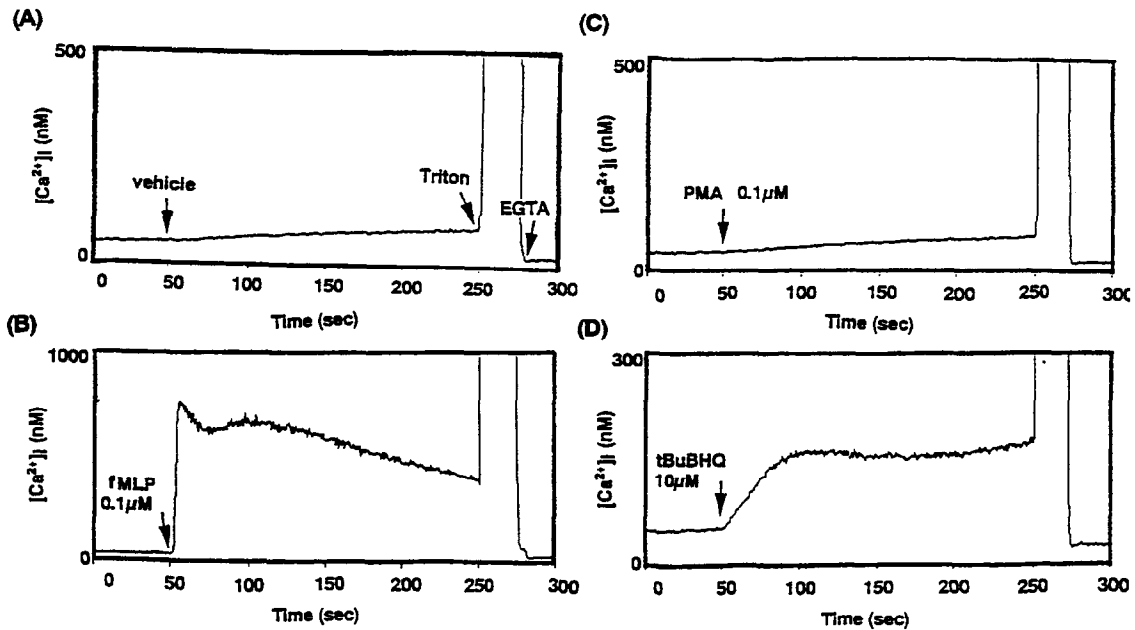 (A)
500
[Ca²⁺]i (nM)
vehicie
Triton
EGTA
0
0 50 100 150 200 250 300
Time (sec)
(B)
1000
[Ca²⁺]i (nM)
fMLP
0.1µM
0
0 50 100 150 200 250 300
Time (sec)
(C)
500
[Ca²⁺]i (nM)
PMA 0.1µM
0
0 50 100 150 200 250 300
Time (sec)
(D)
300
[Ca²⁺]i (nM)
tBuBHQ
10µM
0
0 50 100 150 200 250 300
Time (sec)